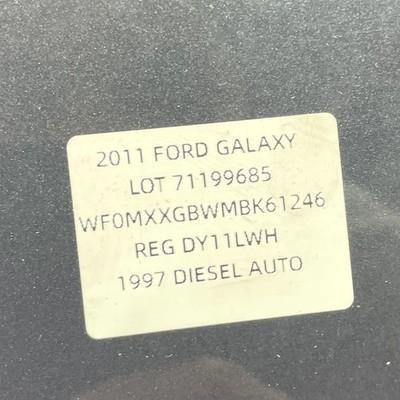 2011 FORD GALAXY
LOT 71199685
WF0MXXGBWMBK61246
REG DY11LWH
1997 DIESEL AUTO